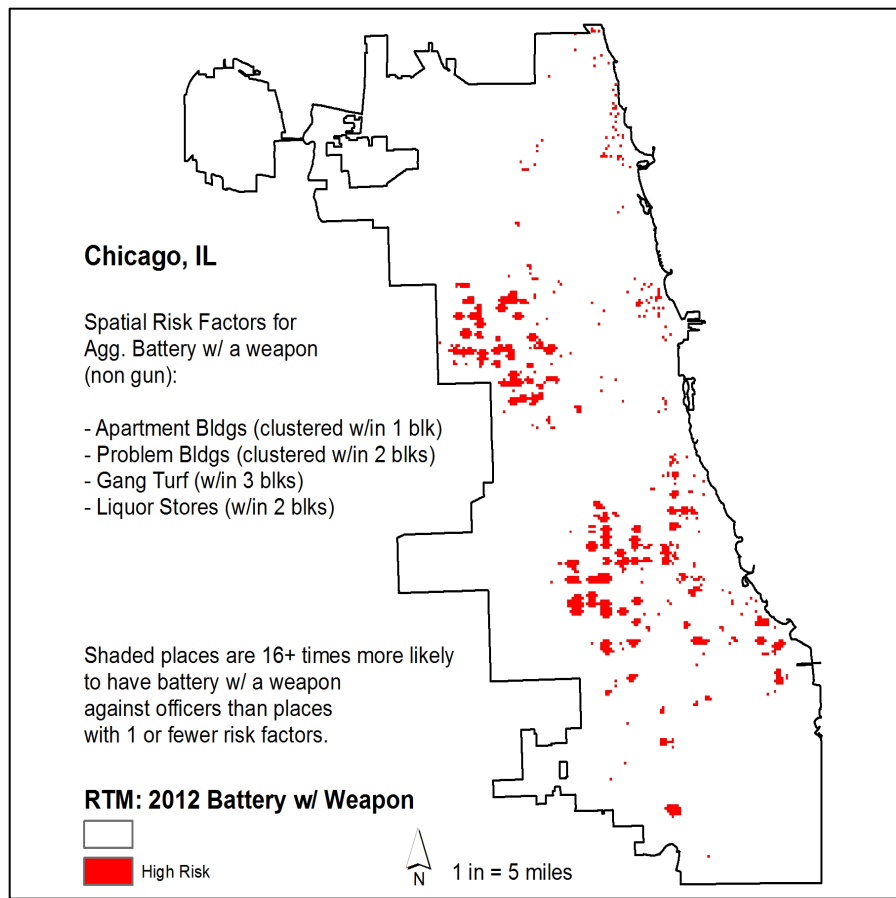 Chicago, IL
Spatial Risk Factors for
Agg. Battery w/ a weapon
(non gun):
- Apartment Bldgs (clustered w/in 1 blk)
- Problem Bldgs (clustered w/in 2 blks)
- Gang Turf (w/in 3 blks)
- Liquor Stores (w/in 2 blks)
Shaded places are 16+ times more likely
to have battery w/ a weapon
against officers than places
with 1 or fewer risk factors.
RTM: 2012 Battery w/ Weapon
High Risk
N
1 in = 5 miles